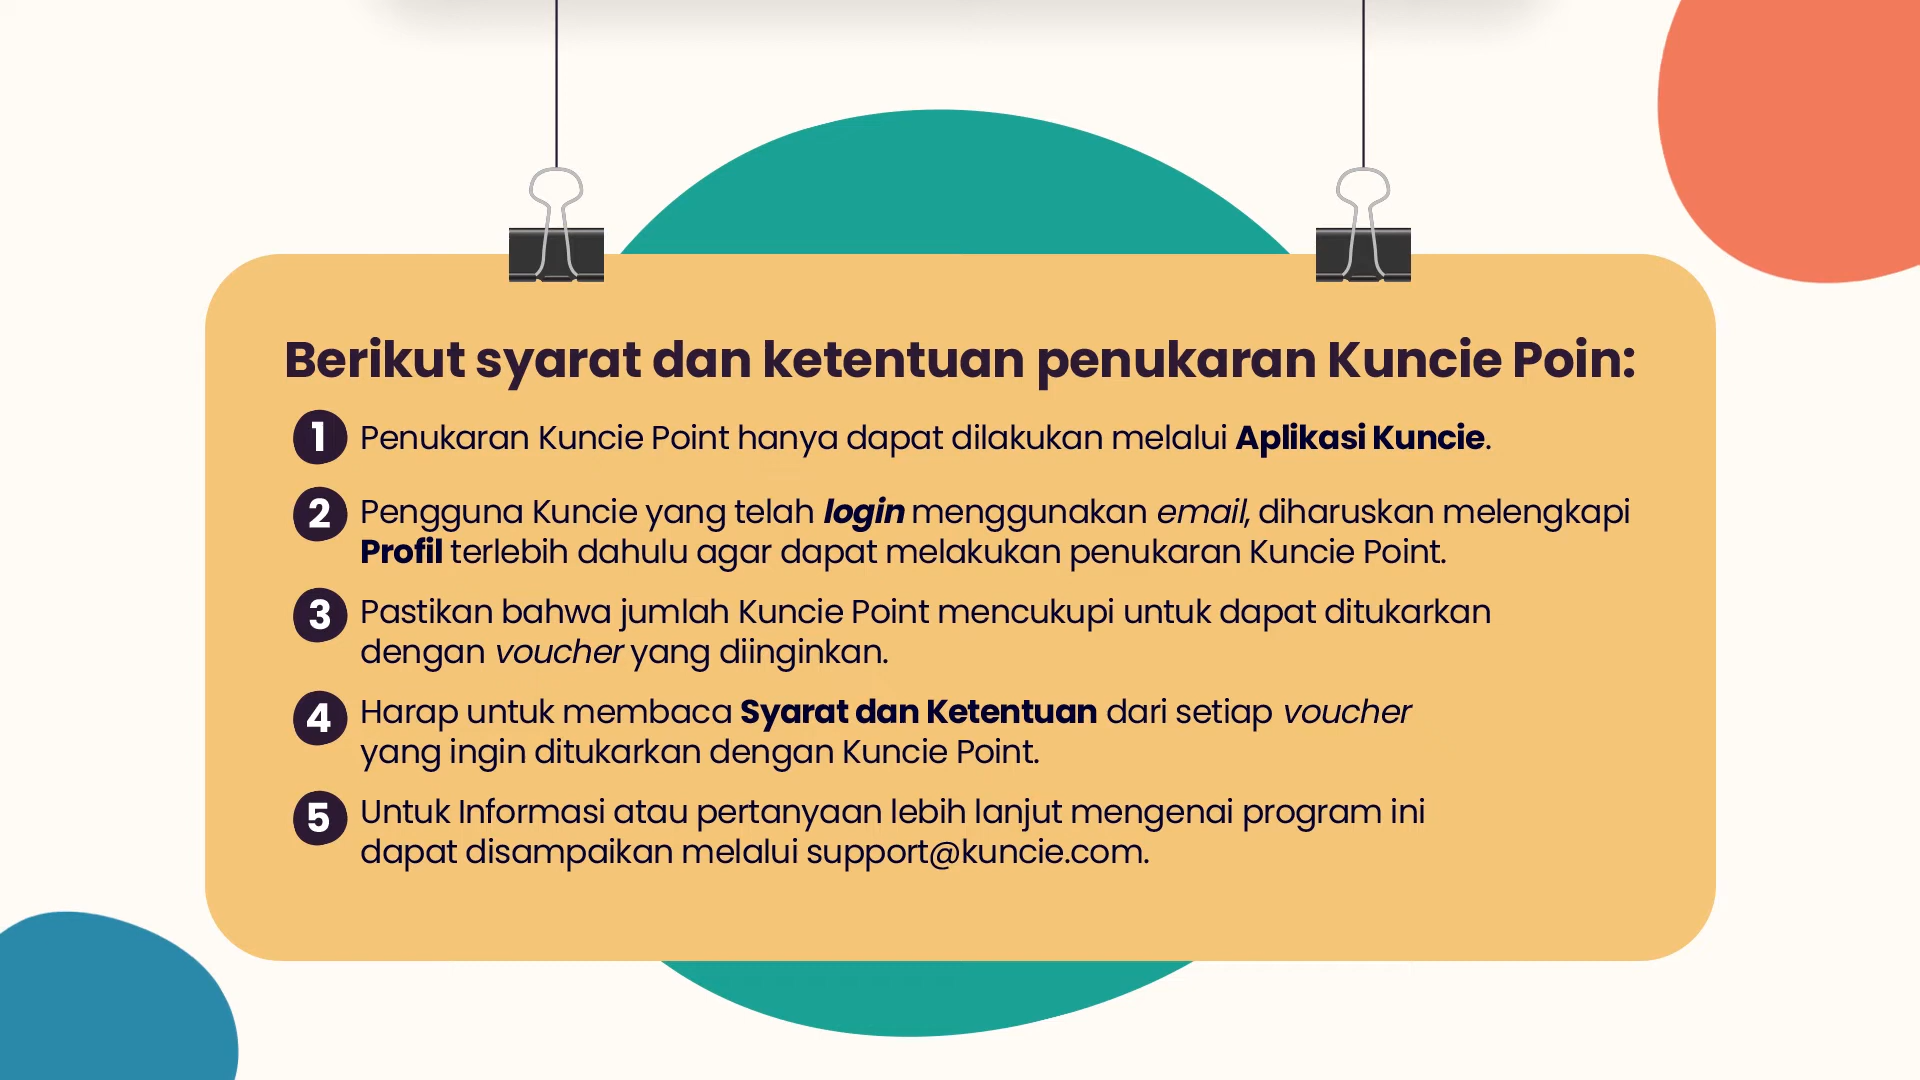 Berikut syarat dan ketentuan penukaran Kuncie Poin:
1 Penukaran Kuncie Point hanya dapat dilakukan melalui Aplikasi Kuncie.
2 Pengguna Kuncie yang telah login menggunakan email, diharuskan melengkapi
Profil terlebih dahulu agar dapat melakukan penukaran Kuncie Point.
3 Pastikan bahwa jumlah Kuncie Point mencukupi untuk dapat ditukarkan
dengan voucher yang diinginkan.
4 Harap untuk membaca Syarat dan Ketentuan dari setiap voucher
yang ingin ditukarkan dengan Kuncie Point.
5 Untuk Informasi atau pertanyaan lebih lanjut mengenai program ini
dapat disampaikan melalui support@kuncie.com.